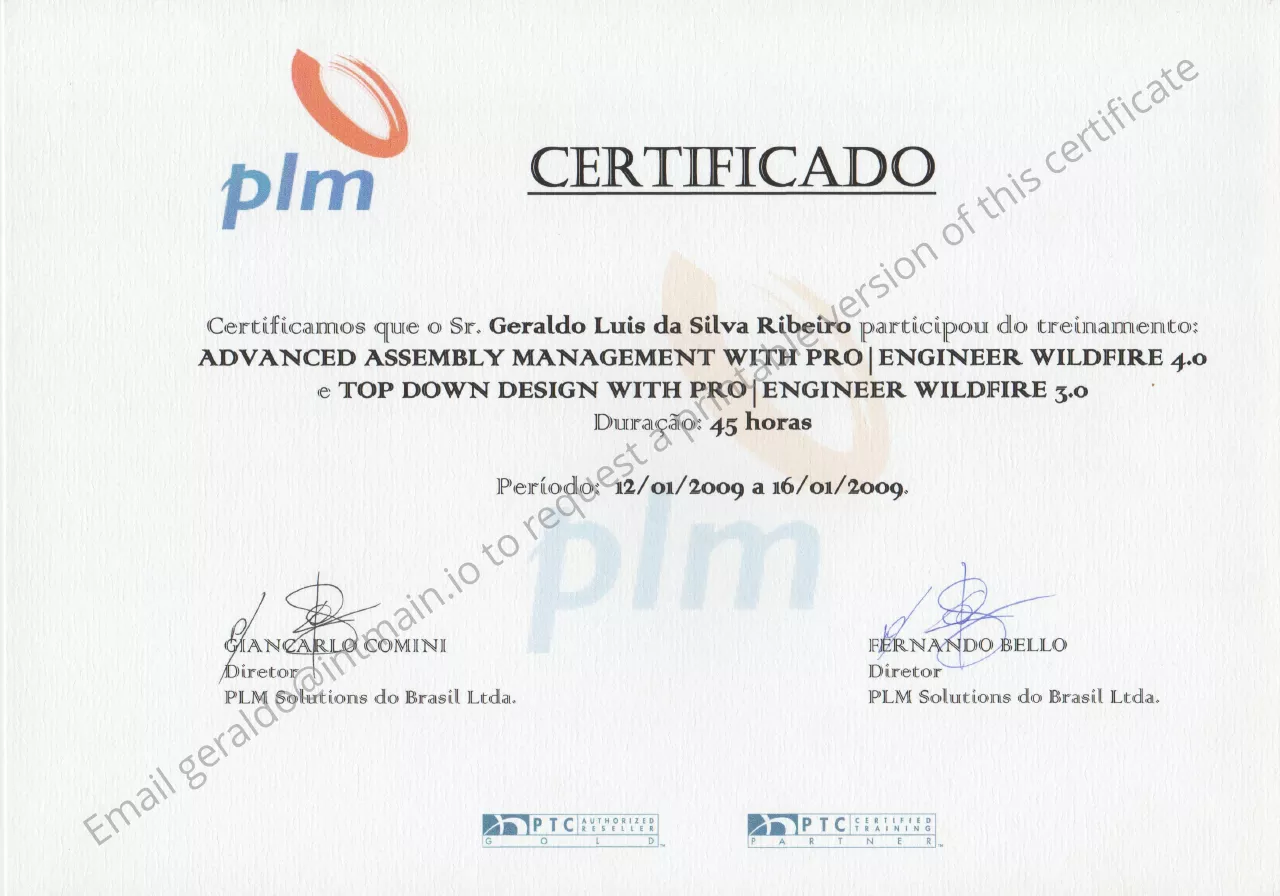 plm
CERTIFICADO
Certificamos que o Sr. Geraldo Luis da Silva Ribeiro participou do treinamento:
ADVANCED ASSEMBLY MANAGEMENT WITH PRO|ENGINEER WILDFIRE 4.0
e TOP DOWN DESIGN WITH PRO|ENGINEER WILDFIRE 3.0
Duração: 45 horas
Período: 12/01/2009 a 16/01/2009.
plm
GIANCARLO COMINI
Diretor
PLM Solutions do Brasil Ltda.
FERNANDO BELLO
Diretor
PLM Solutions do Brasil Ltda.
PTC AUTHORIZED RESELLER
GOLD
PTC CERTIFIED TRAINING
PARTNER
Email geraldo@intmain.io to request a printable version of this certificate